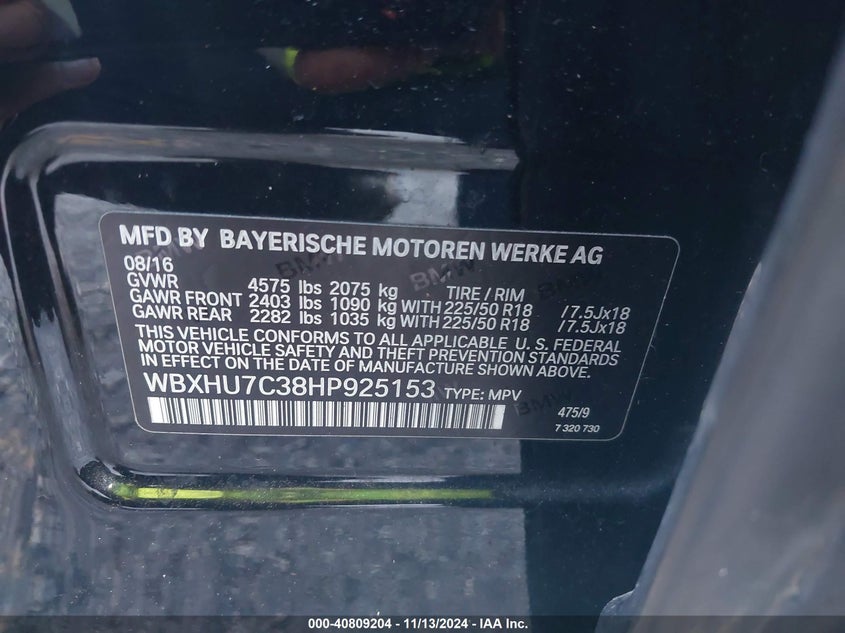 MFD BY BAYERISCHE MOTOREN WERKE AG
08/16
GVWR 4575 lbs 2075 kg TIRE / RIM
GAWR FRONT 2403 lbs 1090 kg WITH 225/50 R18 /7.5Jx18
GAWR REAR 2282 lbs 1035 kg WITH 225/50 R18 /7.5Jx18
THIS VEHICLE CONFORMS TO ALL APPLICABLE U. S. FEDERAL
MOTOR VEHICLE SAFETY AND THEFT PREVENTION STANDARDS
IN EFFECT ON THE DATE OF MANUFACTURE SHOWN ABOVE.
WBXHU7C38HP925153 TYPE: MPV
475/9
7 320 730
BMW
BMW
BMW
BMW
000-40809204 - 11/13/2024 - IAA Inc.